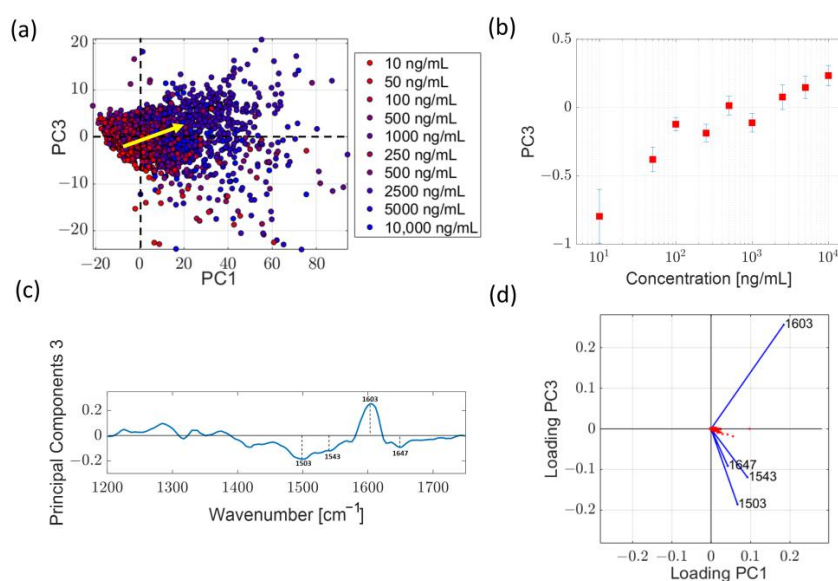 (a)
20
10
0
−10
−20
PC3
−20 0 20 40 60 80
PC1
10 ng/mL
50 ng/mL
100 ng/mL
500 ng/mL
1000 ng/mL
250 ng/mL
500 ng/mL
2500 ng/mL
5000 ng/mL
10,000 ng/mL
(b)
0.5
0
−0.5
−1
PC3
10¹ 10² 10³ 10⁴
Concentration [ng/mL]
(c)
Principal Components 3
0.2
0
−0.2
1603
1503
1543
1647
1200 1300 1400 1500 1600 1700
Wavenumber [cm⁻¹]
(d)
Loading PC3
0.2
0.1
0
−0.1
−0.2
1603
1647
1543
1503
−0.2 −0.1 0 0.1 0.2
Loading PC1